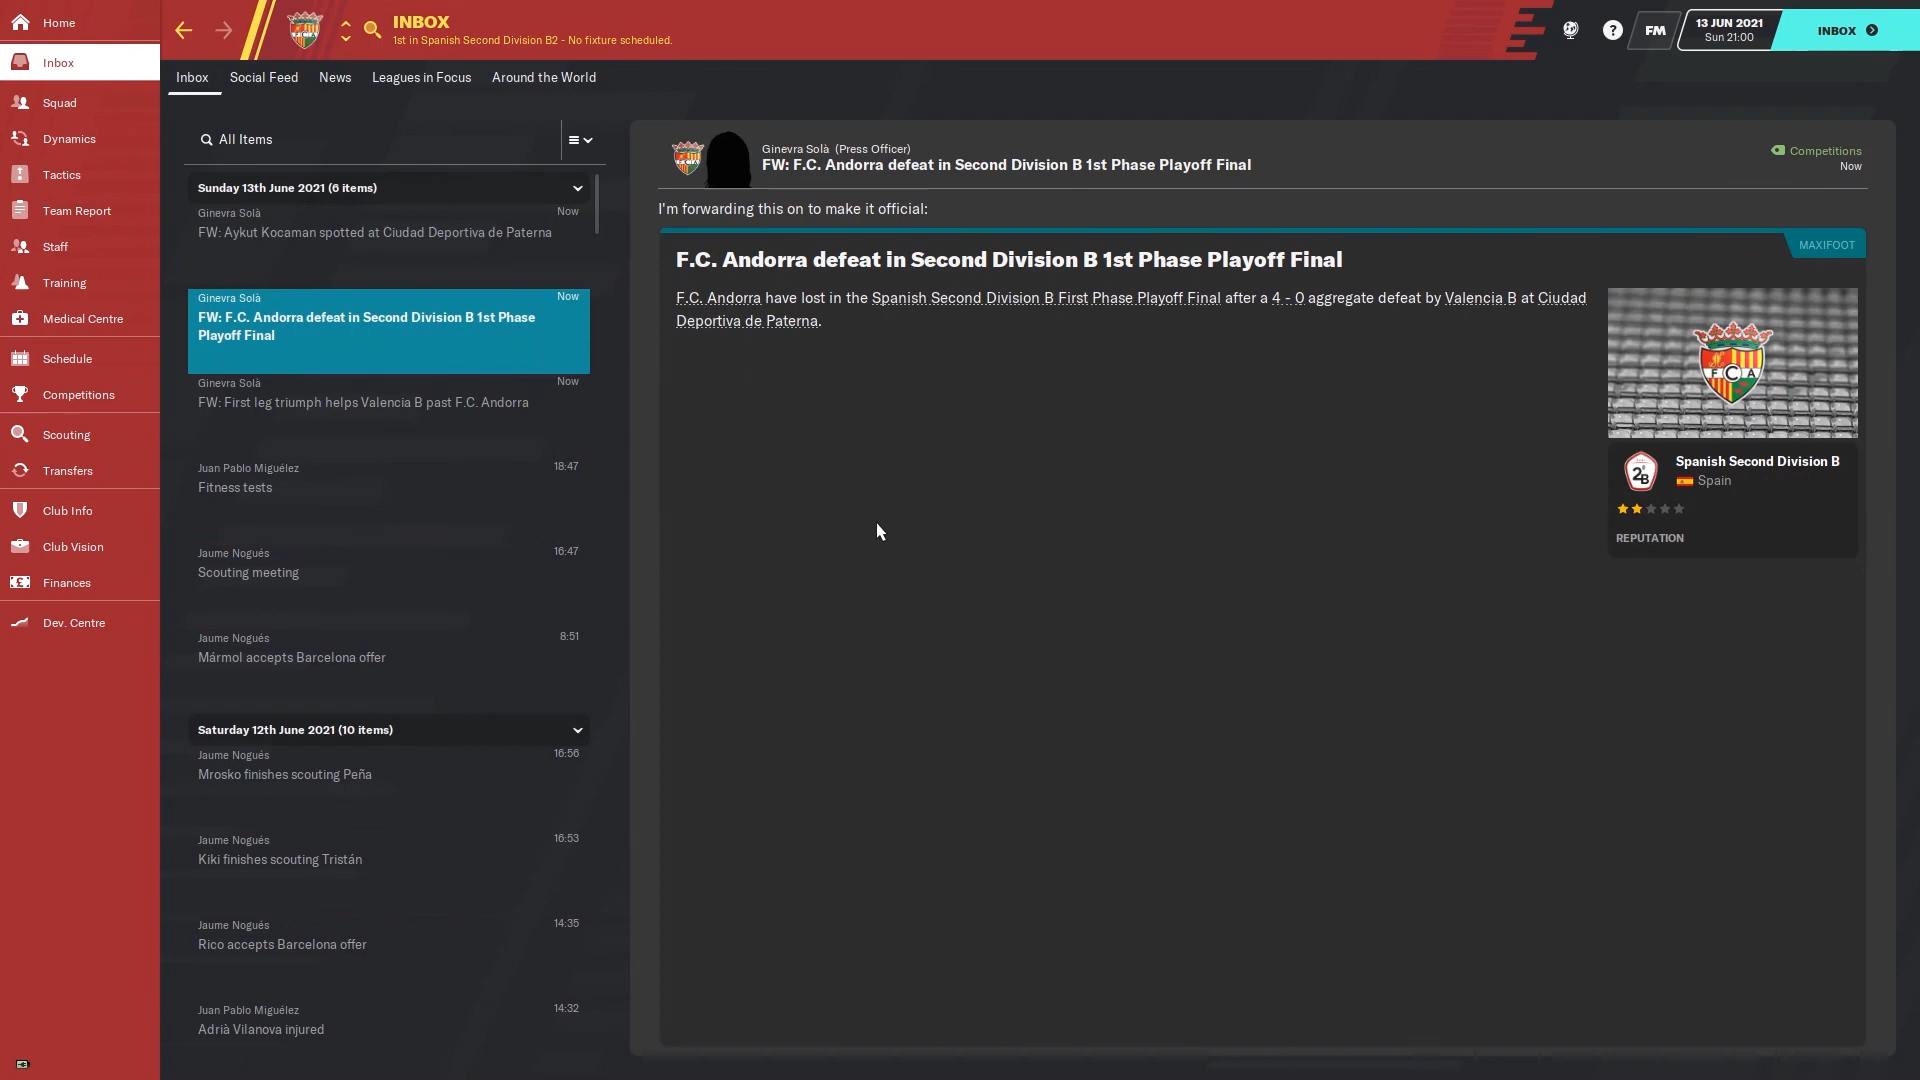 Home
Inbox
Squad
Dynamics
Tactics
Team Report
Staff
Training
Medical Centre
Schedule
Competitions
Scouting
Transfers
Club Info
Club Vision
Finances
Dev. Centre
INBOX
1st in Spanish Second Division B2 - No fixture scheduled.
FM
13 JUN 2021
Sun 21:00
INBOX
Inbox Social Feed News Leagues in Focus Around the World
All Items
Sunday 13th June 2021 (6 items)
Ginevra Solà Now
FW: Aykut Kocaman spotted at Ciudad Deportiva de Paterna
Ginevra Solà Now
FW: F.C. Andorra defeat in Second Division B 1st Phase
Playoff Final
Ginevra Solà Now
FW: First leg triumph helps Valencia B past F.C. Andorra
Juan Pablo Miguélez 18:47
Fitness tests
Jaume Nogués 16:47
Scouting meeting
Jaume Nogués 8:51
Mármol accepts Barcelona offer
Saturday 12th June 2021 (10 items)
Jaume Nogués 16:56
Mrosko finishes scouting Peña
Jaume Nogués 16:53
Kiki finishes scouting Tristán
Jaume Nogués 14:35
Rico accepts Barcelona offer
Juan Pablo Miguélez 14:32
Adrià Vilanova injured
Ginevra Solà (Press Officer)
FW: F.C. Andorra defeat in Second Division B 1st Phase Playoff Final
Competitions
Now
I'm forwarding this on to make it official:
MAXIFOOT
F.C. Andorra defeat in Second Division B 1st Phase Playoff Final
F.C. Andorra have lost in the Spanish Second Division B First Phase Playoff Final after a 4 - 0 aggregate defeat by Valencia B at Ciudad
Deportiva de Paterna.
FCA
2ªB
Spanish Second Division B
Spain
REPUTATION